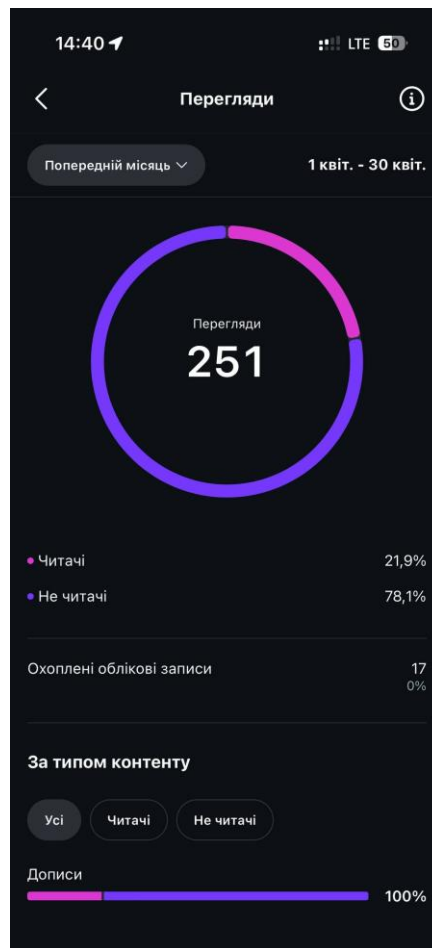 14:40 LTE 50
Перегляди
Попередній місяць 1 квіт. - 30 квіт.
Перегляди
251
Читачі 21,9%
Не читачі 78,1%
Охоплені облікові записи 17
0%
За типом контенту
Усі Читачі Не читачі
Дописи
100%